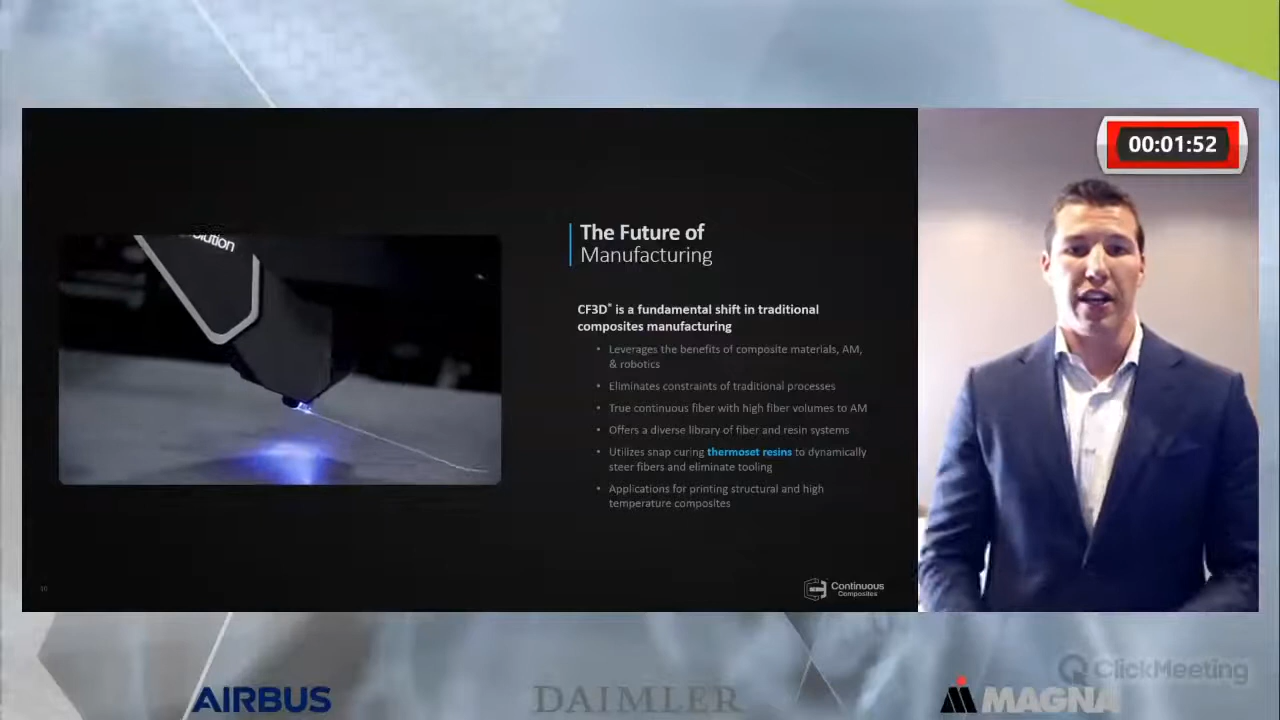 00:01:52
olution
The Future of
Manufacturing
CF3D® is a fundamental shift in traditional
composites manufacturing
• Leverages the benefits of composite materials, AM,
& robotics
• Eliminates constraints of traditional processes
• True continuous fiber with high fiber volumes to AM
• Offers a diverse library of fiber and resin systems
• Utilizes snap curing thermoset resins to dynamically
steer fibers and eliminate tooling
• Applications for printing structural and high
temperature composites
Continuous
Composites
ClickMeeting
AIRBUS
DAIMLER
MAGNA